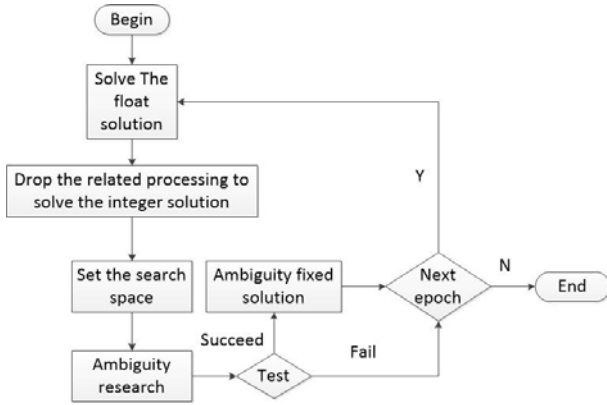 Begin
Solve The
float
solution
Drop the related processing to
solve the integer solution
Y
Set the search
space
Ambiguity fixed
solution
Next
epoch
N
End
Succeed
Fail
Ambiguity
research
Test